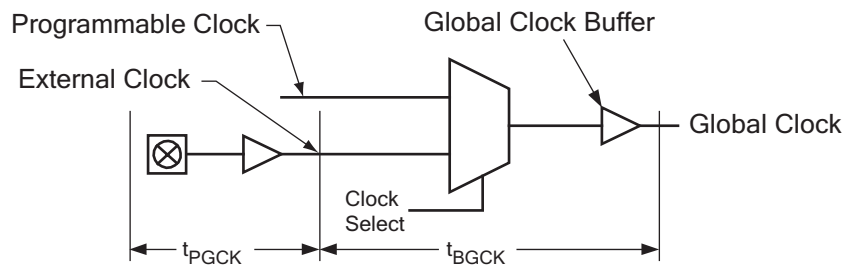 Programmable Clock
Global Clock Buffer
External Clock
Global Clock
Clock
Select
tPGCK
tBGCK